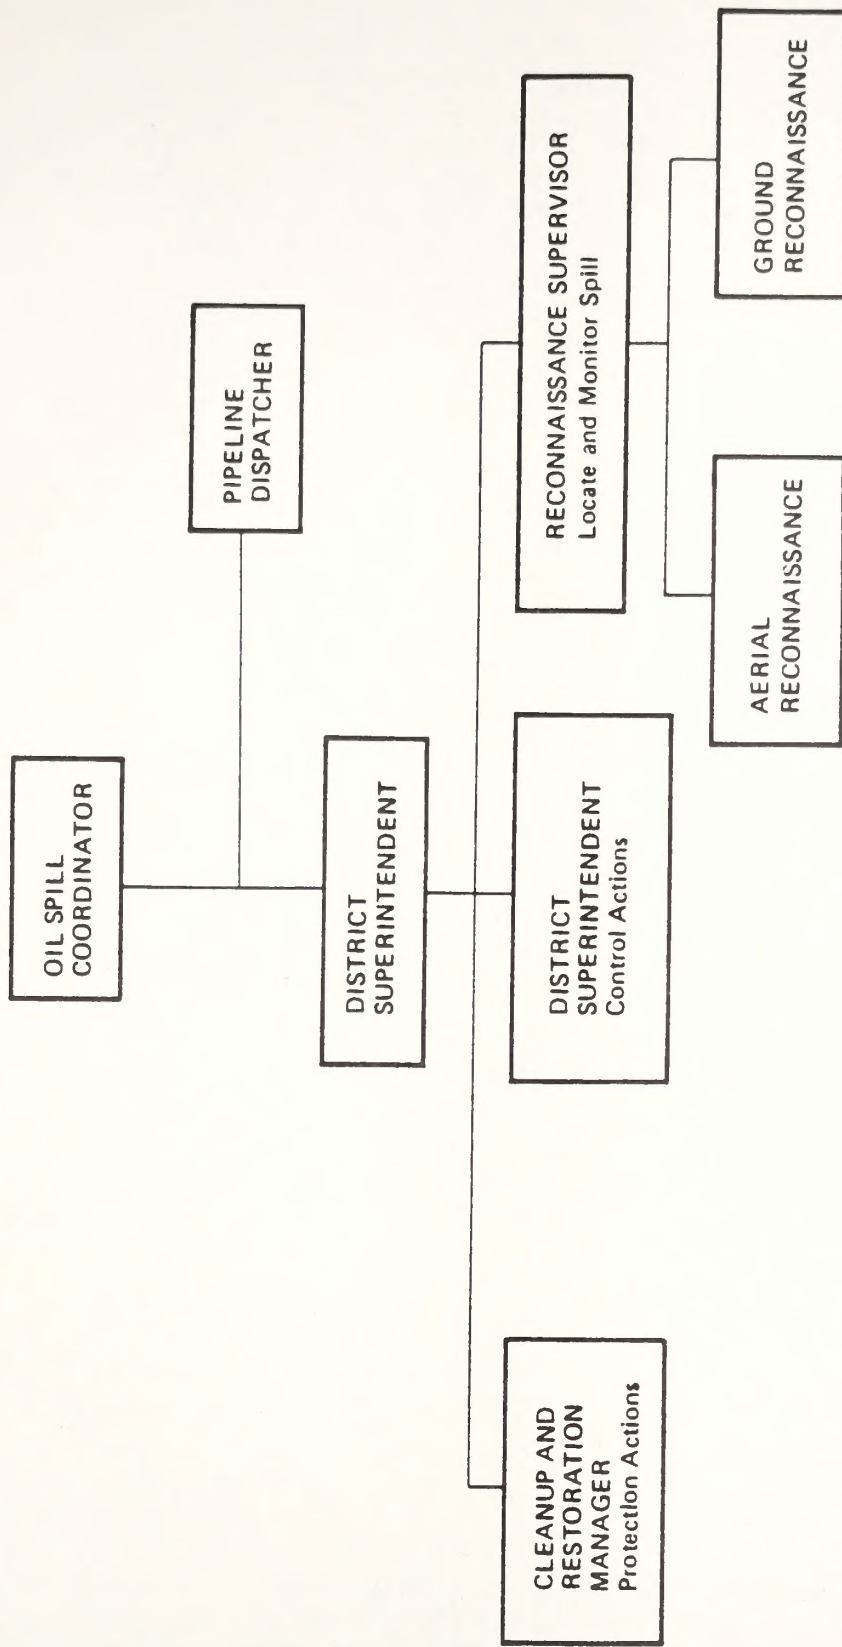 OIL SPILL
COORDINATOR
PIPELINE
DISPATCHER
DISTRICT
SUPERINTENDENT
CLEANUP AND
RESTORATION
MANAGER
Protection Actions
DISTRICT
SUPERINTENDENT
Control Actions
RECONNAISSANCE SUPERVISOR
Locate and Monitor Spill
AERIAL
RECONNAISSANCE
GROUND
RECONNAISSANCE